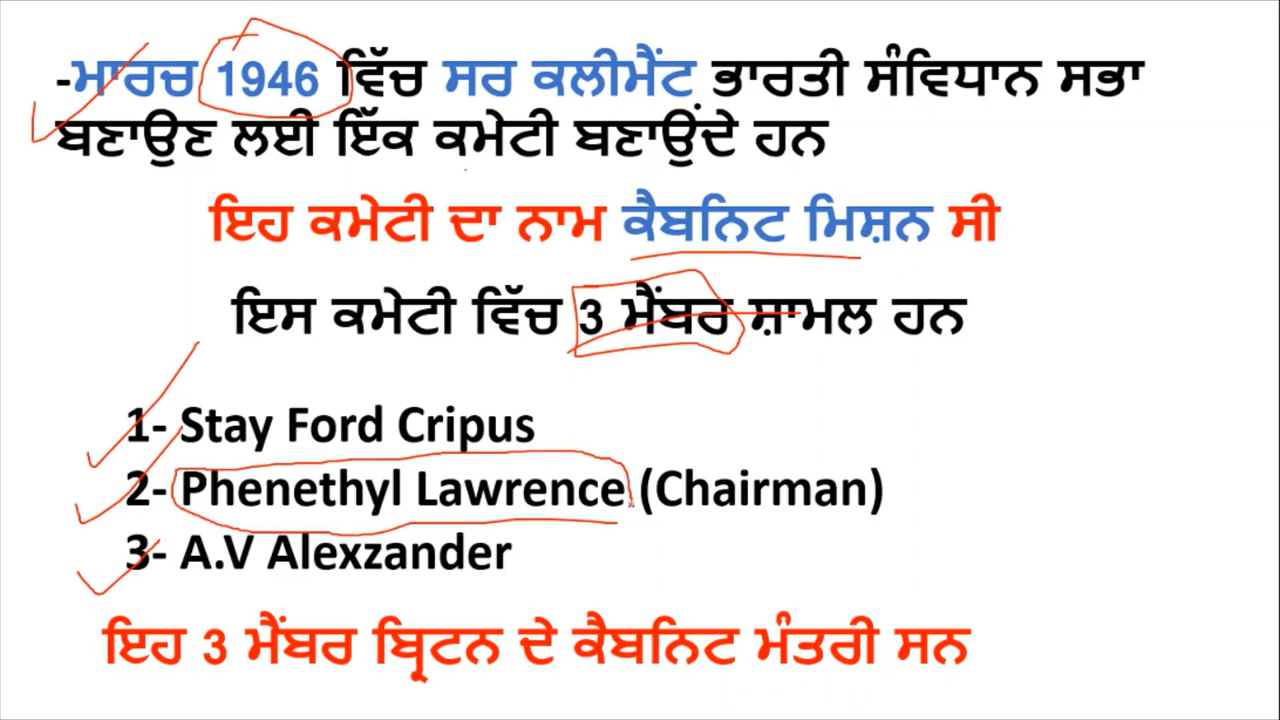 -ਮਾਰਚ 1946 ਵਿੱਚ ਸਰ ਕਲੀਮੈਂਟ ਭਾਰਤੀ ਸੰਵਿਧਾਨ ਸਭਾ
ਬਣਾਉਣ ਲਈ ਇੱਕ ਕਮੇਟੀ ਬਣਾਉਂਦੇ ਹਨ
ਇਹ ਕਮੇਟੀ ਦਾ ਨਾਮ ਕੈਬਨਿਟ ਮਿਸ਼ਨ ਸੀ
ਇਸ ਕਮੇਟੀ ਵਿੱਚ 3 ਮੈਂਬਰ ਸ਼ਾਮਲ ਹਨ
1- Stay Ford Cripus
2- Phenethyl Lawrence (Chairman)
3- A.V Alexzander
ਇਹ 3 ਮੈਂਬਰ ਬ੍ਰਿਟਨ ਦੇ ਕੈਬਨਿਟ ਮੰਤਰੀ ਸਨ